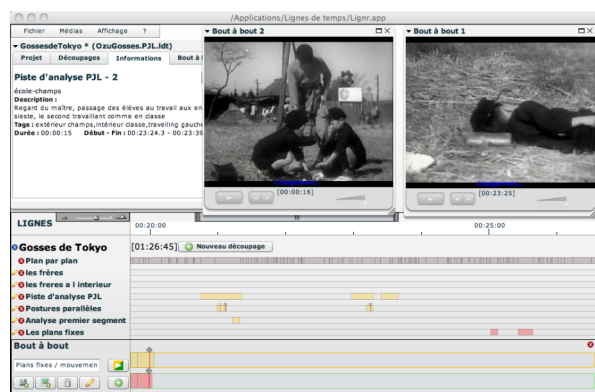 /Applications/Lignes de temps/Lignr.app
Fichier Médias Affichage ?
GossesdeTokyo * (OzuGosses.PJL.ldt)
Projet Découpages Informations Bout à
Piste d'analyse PJL - 2
école-champs
Description :
Regard du maître, passage des élèves au travail aux en
sieste, le second travaillant comme en classe
Tags : extérieur champs,intérieur classe,travelling gauche
Durée : 00:00:15 Début - Fin : 00:23:24.3 - 00:23:39
Bout à bout 2
[00:00:16]
Bout à bout 1
[00:23:25]
LIGNES
00:20:00 00:25:00
Gosses de Tokyo [01:26:45] Nouveau découpage
Plan par plan
les frères
les freres a l interieur
Piste d'analyse PJL
Postures parallèles
Analyse premier segment
Les plans fixes
Bout à bout
Plans fixes / mouvemen